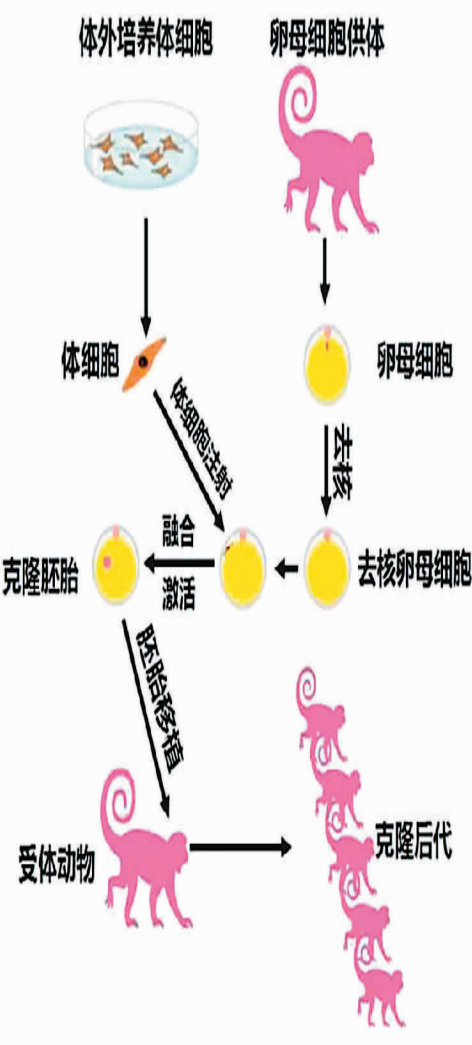 体外培养体细胞
卵母细胞供体
体细胞
卵母细胞
体细胞注射
去核
融合
激活
克隆胚胎
去核卵母细胞
胚胎移植
受体动物
克隆后代